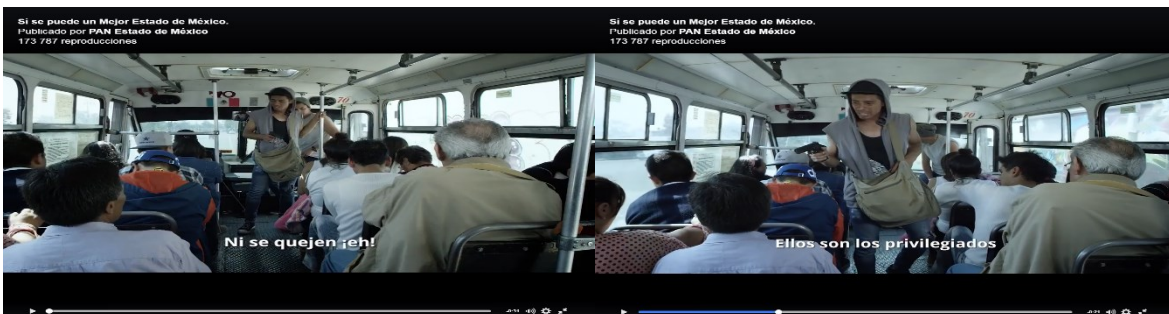 Si se puede un Mejor Estado de México.
Publicado por PAN Estado de México
173 787 reproducciones
Ni se quejen ¡eh!
Si se puede un Mejor Estado de México.
Publicado por PAN Estado de México
173 787 reproducciones
Ellos son los privilegiados